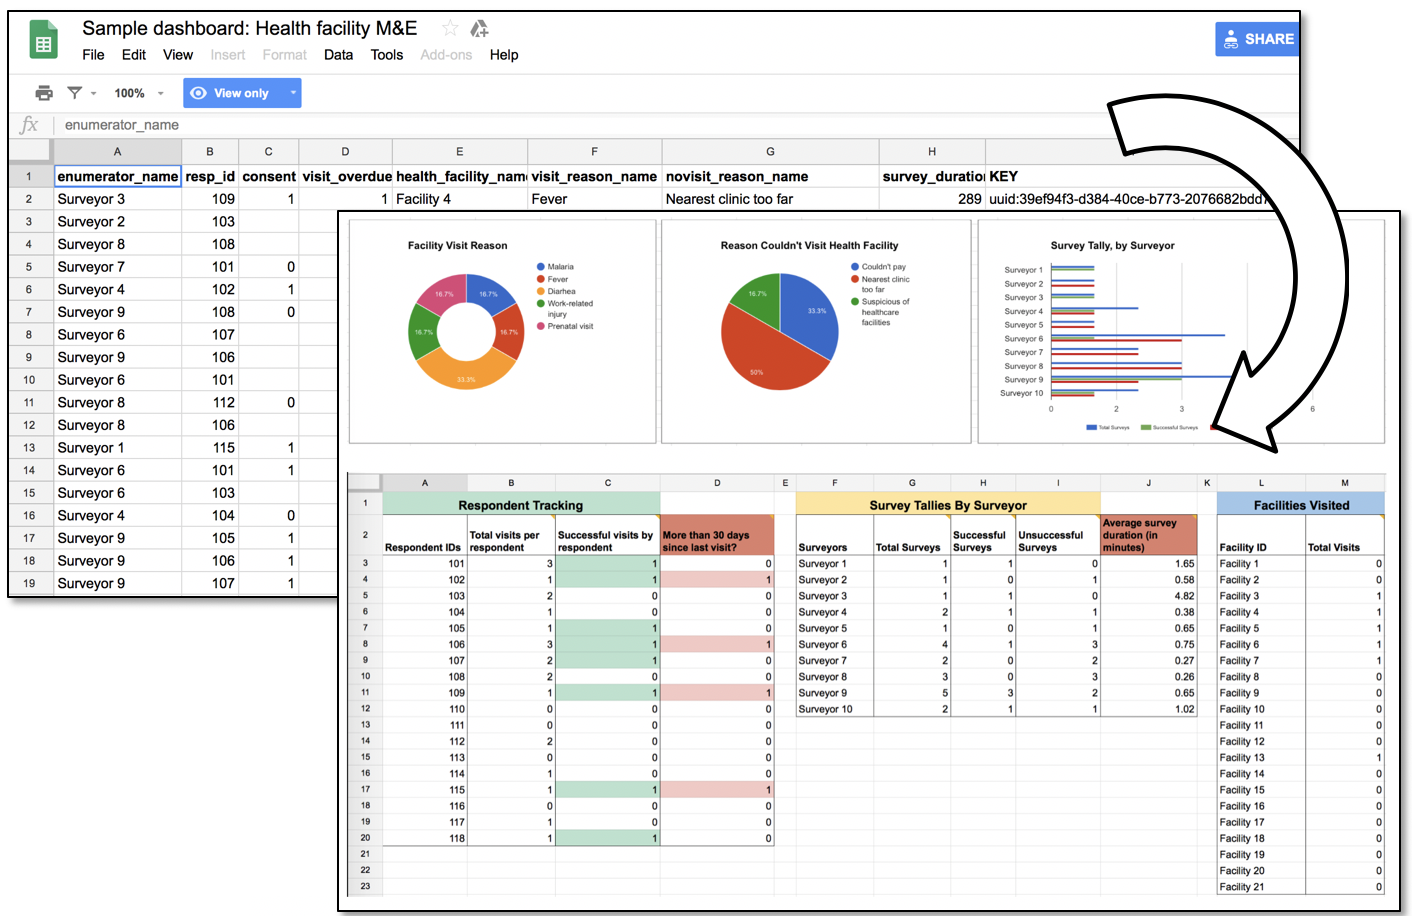 Sample dashboard: Health facility M&E
SHARE
File Edit View Insert Format Data Tools Add-ons Help
100% View only
fx enumerator_name
A B C D E F G H
1 enumerator_name resp_id consent visit_overdue health_facility_name visit_reason_name novisit_reason_name survey_duration KEY
2 Surveyor 3 109 1 1 Facility 4 Fever Nearest clinic too far 289 uuid:39ef94f3-d384-40ce-b773-2076682bdd7
3 Surveyor 2 103
4 Surveyor 8 108
5 Surveyor 7 101 0
6 Surveyor 4 102 1
7 Surveyor 9 108 0
8 Surveyor 6 107
9 Surveyor 9 106
10 Surveyor 6 101
11 Surveyor 8 112 0
12 Surveyor 8 106
13 Surveyor 1 115 1
14 Surveyor 6 101 1
15 Surveyor 6 103
16 Surveyor 4 104 0
17 Surveyor 9 105 1
18 Surveyor 9 106 1
19 Surveyor 9 107 1
Facility Visit Reason
Malaria
Fever
Diarhea
Work-related
injury
Prenatal visit
16.7% 16.7%
16.7% 16.7%
33.3%
Reason Couldn't Visit Health Facility
Couldn't pay
Nearest clinic
too far
Suspicious of
healthcare
facilities
16.7%
33.3%
50%
Survey Tally, by Surveyor
Surveyor 1
Surveyor 2
Surveyor 3
Surveyor 4
Surveyor 5
Surveyor 6
Surveyor 7
Surveyor 8
Surveyor 9
Surveyor 10
0 2 3 6
Total Surveys Successful Surveys
A B C D E F G H I J K L M
1 Respondent Tracking Survey Tallies By Surveyor Facilities Visited
2 Respondent IDs Total visits per respondent Successful visits by respondent More than 30 days since last visit? Surveyors Total Surveys Successful Surveys Unsuccessful Surveys Average survey duration (in minutes) Facility ID Total Visits
3 101 3 1 0 Surveyor 1 1 1 0 1.65 Facility 1 0
4 102 1 1 1 Surveyor 2 1 0 1 0.58 Facility 2 0
5 103 2 0 0 Surveyor 3 1 1 0 4.82 Facility 3 1
6 104 1 0 0 Surveyor 4 2 1 1 0.38 Facility 4 1
7 105 1 1 0 Surveyor 5 1 0 1 0.65 Facility 5 1
8 106 3 1 1 Surveyor 6 4 1 3 0.75 Facility 6 1
9 107 2 1 0 Surveyor 7 2 0 2 0.27 Facility 7 1
10 108 2 0 0 Surveyor 8 3 0 3 0.26 Facility 8 0
11 109 1 1 1 Surveyor 9 5 3 2 0.65 Facility 9 0
12 110 0 0 0 Surveyor 10 2 1 1 1.02 Facility 10 0
13 111 0 0 0 Facility 11 0
14 112 2 0 0 Facility 12 0
15 113 0 0 0 Facility 13 1
16 114 1 0 0 Facility 14 0
17 115 1 1 1 Facility 15 0
18 116 0 0 0 Facility 16 0
19 117 1 0 0 Facility 17 0
20 118 1 1 0 Facility 18 0
21 Facility 19 0
22 Facility 20 0
23 Facility 21 0